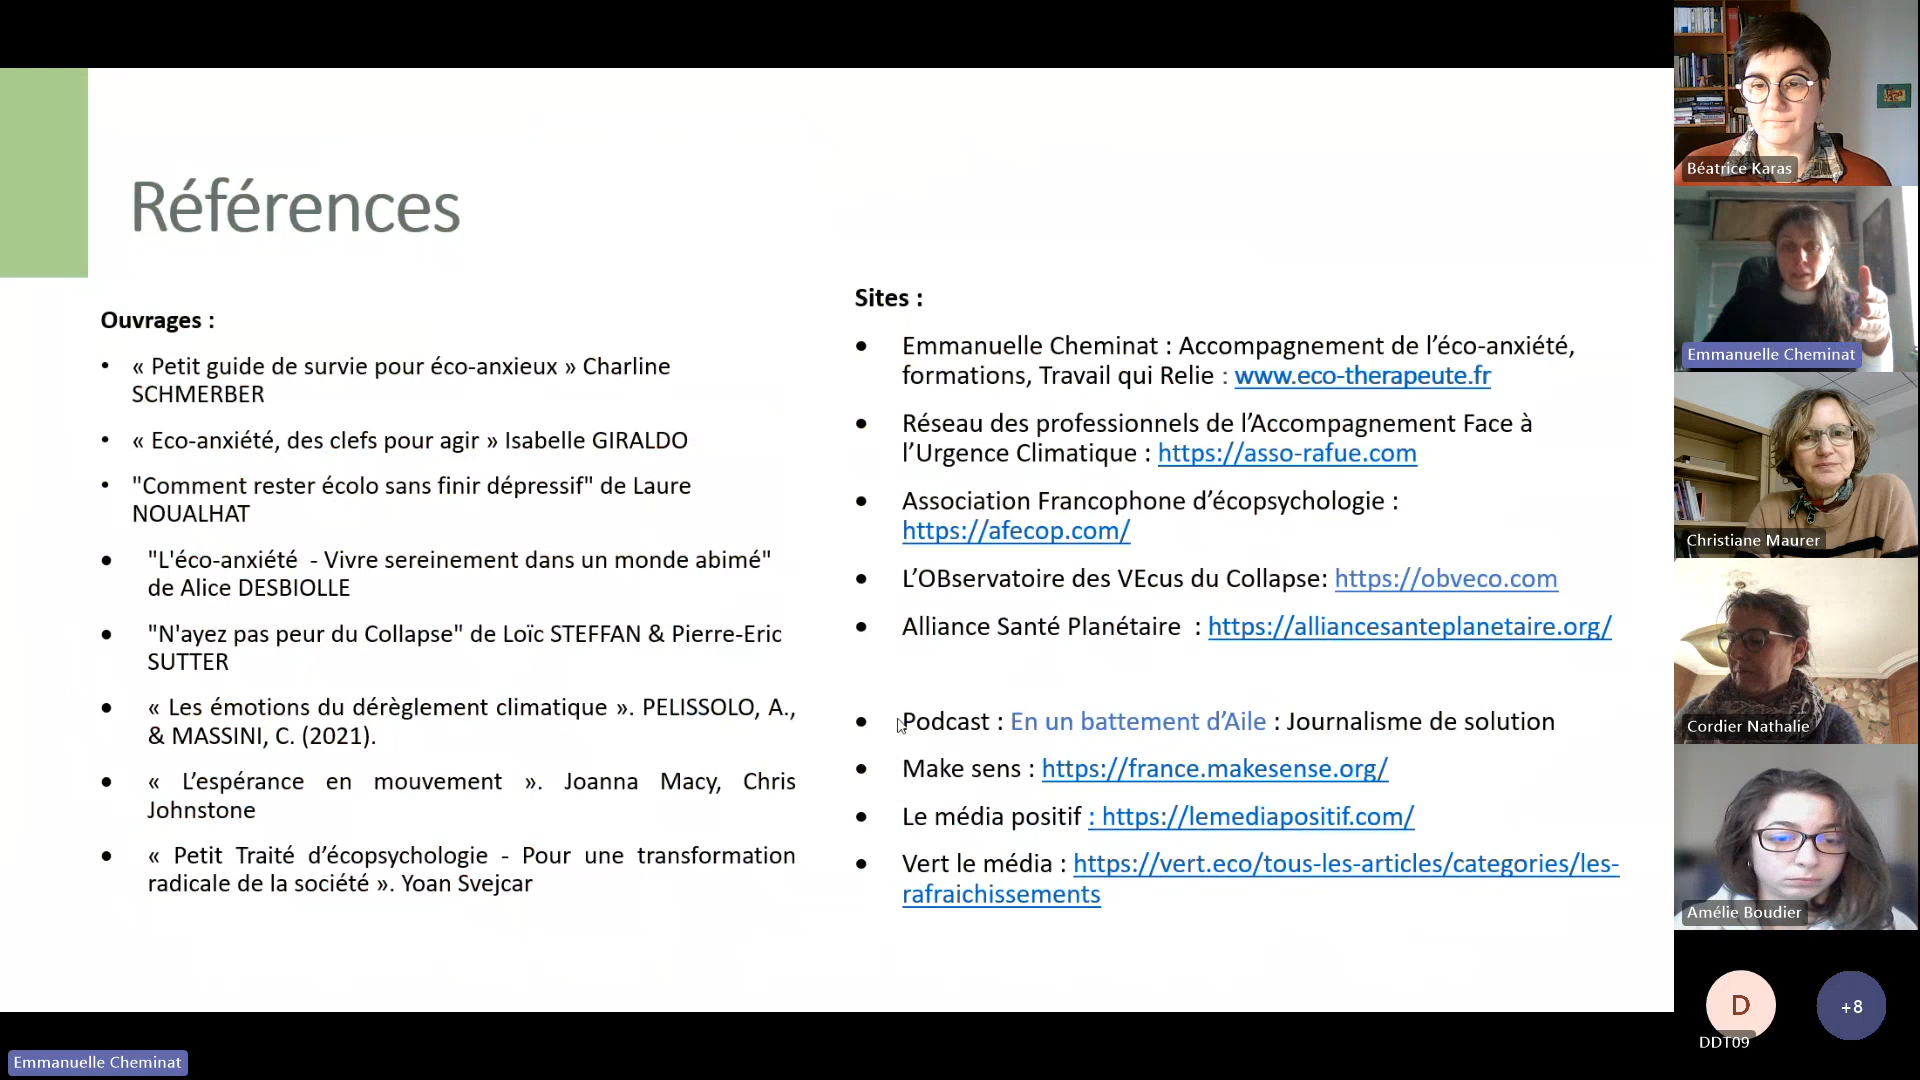 Références
Ouvrages :
• « Petit guide de survie pour éco-anxieux » Charline
SCHMERBER
• « Eco-anxiété, des clefs pour agir » Isabelle GIRALDO
• "Comment rester écolo sans finir dépressif" de Laure
NOUALHAT
• "L'éco-anxiété - Vivre sereinement dans un monde abimé"
de Alice DESBIOLLE
• "N'ayez pas peur du Collapse" de Loïc STEFFAN & Pierre-Eric
SUTTER
• « Les émotions du dérèglement climatique ». PELISSOLO, A.,
& MASSINI, C. (2021).
• « L’espérance en mouvement ». Joanna Macy, Chris
Johnstone
• « Petit Traité d’écopsychologie - Pour une transformation
radicale de la société ». Yoan Svejcar
Sites :
• Emmanuelle Cheminat : Accompagnement de l’éco-anxiété,
formations, Travail qui Relie : www.eco-therapeute.fr
• Réseau des professionnels de l’Accompagnement Face à
l’Urgence Climatique : https://asso-rafue.com
• Association Francophone d’écopsychologie :
https://afecop.com/
• L’OBservatoire des VEcus du Collapse: https://obveco.com
• Alliance Santé Planétaire : https://alliancesanteplanetaire.org/
• Podcast : En un battement d’Aile : Journalisme de solution
• Make sens : https://france.makesense.org/
• Le média positif : https://lemediapositif.com/
• Vert le média : https://vert.eco/tous-les-articles/categories/les-
rafraichissements
Béatrice Karas
Emmanuelle Cheminat
Christiane Maurer
Cordier Nathalie
Amélie Boudier
D
DDT09
+8
Emmanuelle Cheminat